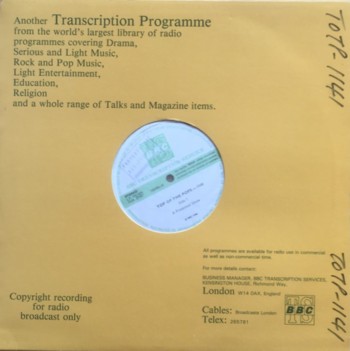 Another Transcription Programme
from the world's largest library of radio
programmes covering Drama,
Serious and Light Music,
Rock and Pop Music,
Light Entertainment,
Education,
Religion
and a whole range of Talks and Magazine items.
TOTP-1141
TOP OF THE POPS
All programmes are available for radio use in commercial
as well as non-commercial time.
For more details contact:
BUSINESS MANAGER, BBC TRANSCRIPTION SERVICES,
KENSINGTON HOUSE, Richmond Way,
London W14 0AX, England
Cables: Broadcasts London
Telex: 265781
BBC
TOTP-1141
Copyright recording
for radio
broadcast only